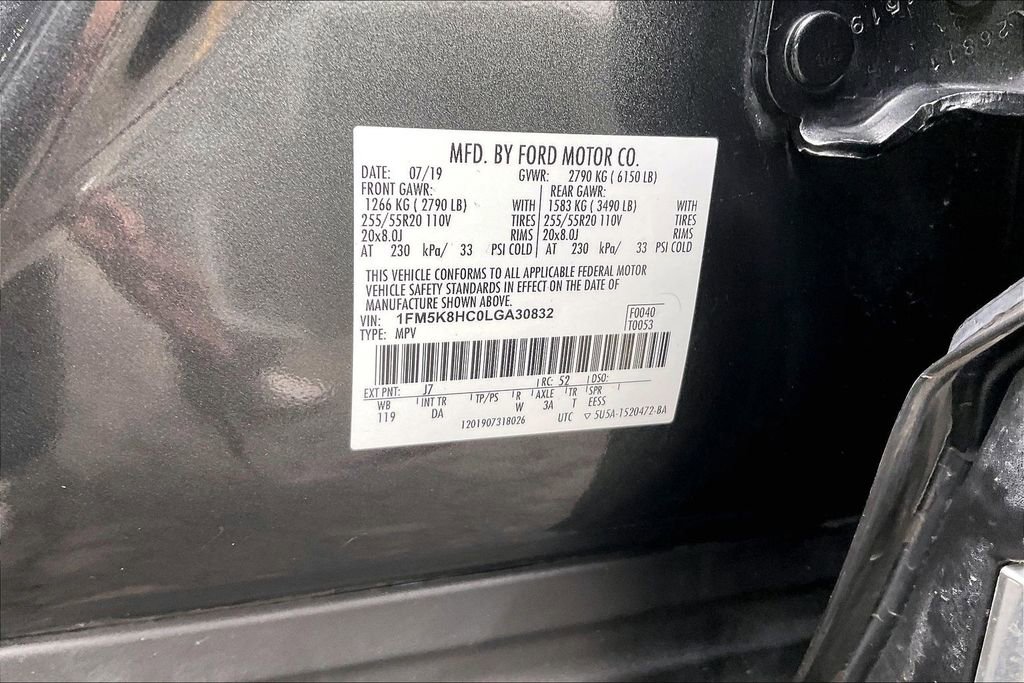 MFD. BY FORD MOTOR CO.
DATE: 07/19 GVWR: 2790 KG ( 6150 LB)
FRONT GAWR: REAR GAWR:
1266 KG ( 2790 LB) WITH 1583 KG ( 3490 LB) WITH
255/55R20 110V TIRES 255/55R20 110V TIRES
20x8.0J RIMS 20x8.0J RIMS
AT 230 kPa/ 33 PSI COLD AT 230 kPa/ 33 PSI COLD
THIS VEHICLE CONFORMS TO ALL APPLICABLE FEDERAL MOTOR
VEHICLE SAFETY STANDARDS IN EFFECT ON THE DATE OF
MANUFACTURE SHOWN ABOVE.
VIN: 1FM5K8HC0LGA30832 F0040
TYPE: MPV T0053
EXT PNT: J7 RC: 52 DSO:
WB INT TR TP/PS R AXLE TR SPR
119 DA W 3A T EESS
1201907318026 UTC ▽ 5U5A-1520472-BA